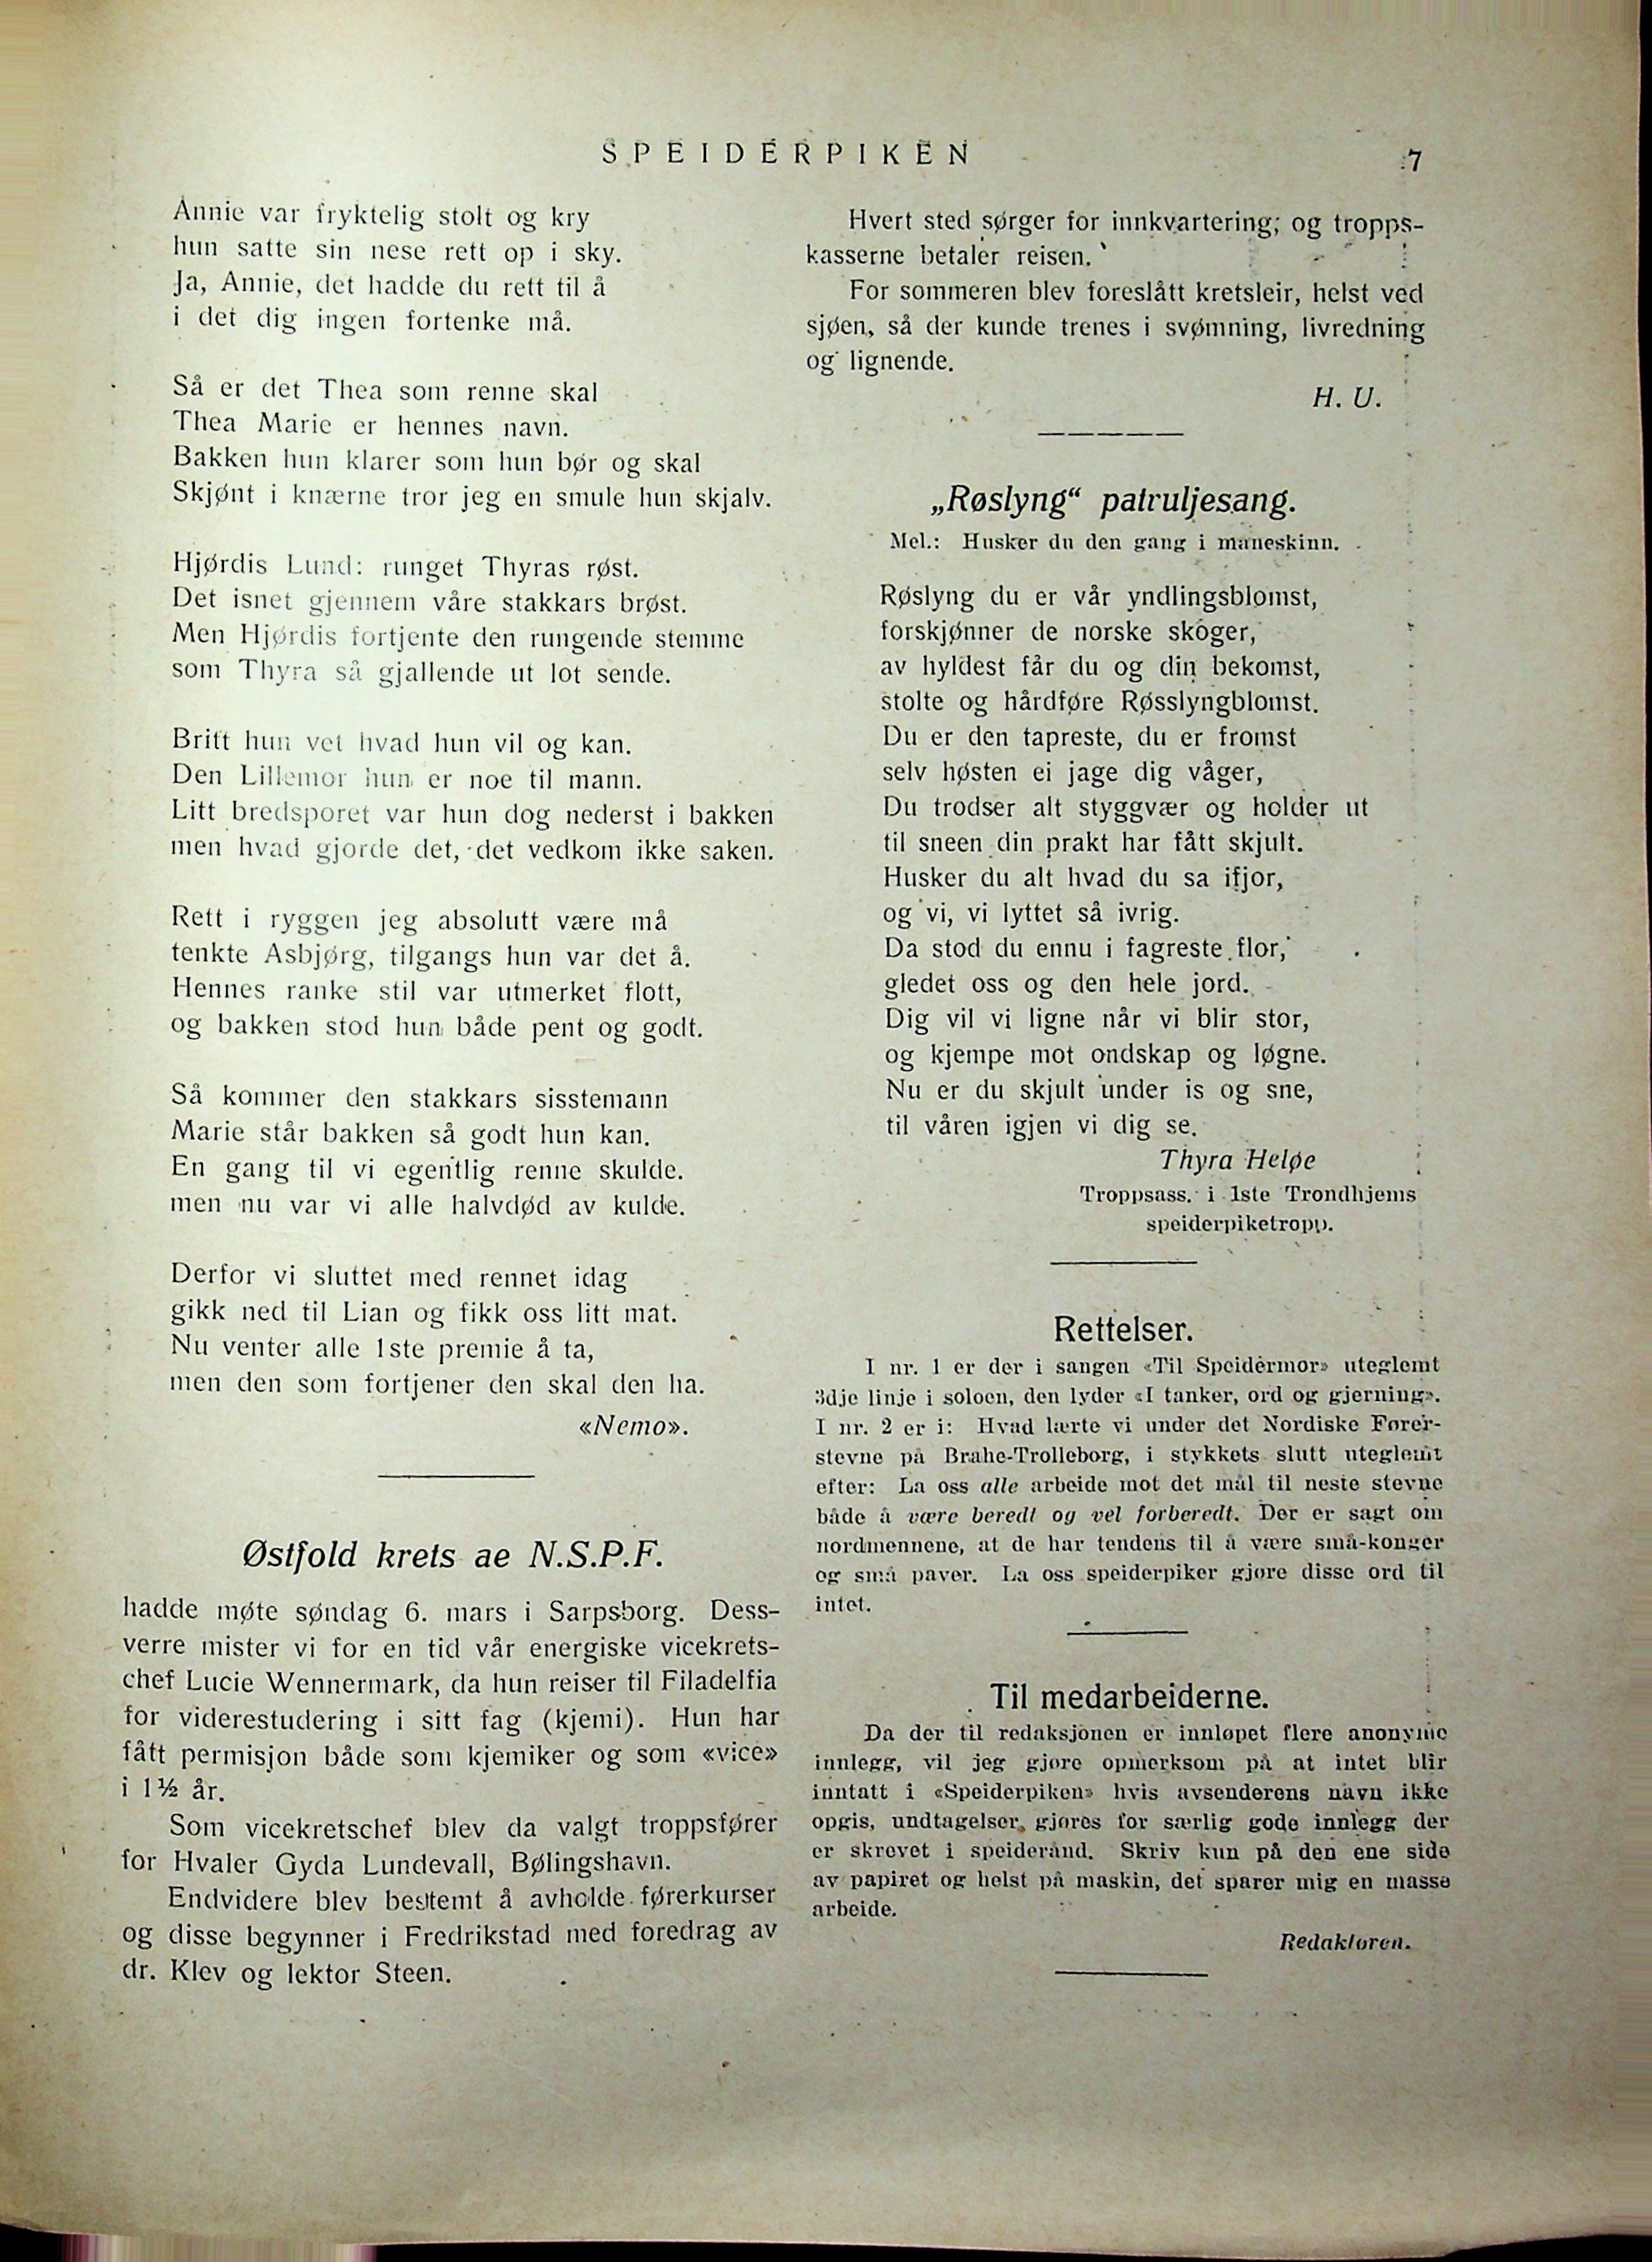 SPEIDERPIKEN
7
Annie var fryktelig stolt og kry
hun satte sin nese rett op i sky.
Ja, Annie, det hadde du rett til å
i det dig ingen fortenke må.
Så er det Thea som renne skal
Thea Marie er hennes navn.
Bakken hun klarer som hun bør og skal
Skjønt i knærne tror jeg en smule hun skjalv.
Hjørdis Lund: runget Thyras røst.
Det isnet gjennem våre stakkars brøst.
Men Hjørdis fortjente den rungende stemme
som Thyra så gjallende ut lot sende.
Britt hun vet hvad hun vil og kan.
Den Lillemor hun er noe til mann.
Litt bredsporet var hun dog nederst i bakken
men hvad gjorde det, det vedkom ikke saken.
Rett i ryggen jeg absolutt være må
tenkte Asbjørg, tilgangs hun var det å.
Hennes ranke stil var utmerket flott,
og bakken stod hun både pent og godt.
Så kommer den stakkars sisstemann
Marie står bakken så godt hun kan.
En gang til vi egentlig renne skulde.
men nu var vi alle halvdød av kulde.
Derfor vi sluttet med rennet idag
gikk ned til Lian og fikk oss litt mat.
Nu venter alle 1ste premie å ta,
men den som fortjener den skal den ha.
«Nemo».
Østfold krets ae N.S.P.F.
hadde møte søndag 6. mars i Sarpsborg. Dess-
verre mister vi for en tid vår energiske vicekrets-
chef Lucie Wennermark, da hun reiser til Filadelfia
for viderestudering i sitt fag (kjemi). Hun har
fått permisjon både som kjemiker og som «vice»
i 1½ år.
Som vicekretschef blev da valgt troppsfører
for Hvaler Gyda Lundevall, Bølingshavn.
Endvidere blev bestemt å avholde førerkurser
og disse begynner i Fredrikstad med foredrag av
dr. Klev og lektor Steen.
Hvert sted sørger for innkvartering; og tropps-
kasserne betaler reisen.
For sommeren blev foreslått kretsleir, helst ved
sjøen, så der kunde trenes i svømning, livredning
og lignende.
H. U.
„Røslyng“ patruljesang.
Mel.: Husker du den gang i måneskinn.
Røslyng du er vår yndlingsblomst,
forskjønner de norske skoger,
av hyldest får du og din bekomst,
stolte og hårdføre Røsslyngblomst.
Du er den tapreste, du er fromst
selv høsten ei jage dig våger,
Du trodser alt styggvær og holder ut
til sneen din prakt har fått skjult.
Husker du alt hvad du sa ifjor,
og vi, vi lyttet så ivrig.
Da stod du ennu i fagreste flor,
gledet oss og den hele jord.
Dig vil vi ligne når vi blir stor,
og kjempe mot ondskap og løgne.
Nu er du skjult under is og sne,
til våren igjen vi dig se.
Thyra Heløe
Troppsass. i 1ste Trondhjems
speiderpiketropp.
Rettelser.
I nr. 1 er der i sangen «Til Speidermor» uteglemt
3dje linje i soloen, den lyder «I tanker, ord og gjerning».
I nr. 2 er i: Hvad lærte vi under det Nordiske Fører-
stevne på Brahe-Trolleborg, i stykkets slutt uteglemt
efter: La oss alle arbeide mot det mål til neste stevne
både å være beredt og vel forberedt. Der er sagt om
nordmennene, at de har tendens til å være små-konger
og små paver. La oss speiderpiker gjøre disse ord til
intet.
Til medarbeiderne.
Da der til redaksjonen er innløpet flere anonyme
innlegg, vil jeg gjøre opmerksom på at intet blir
inntatt i «Speiderpiken» hvis avsenderens navn ikke
opgis, undtagelser gjøres for særlig gode innlegg der
er skrevet i speiderånd. Skriv kun på den ene side
av papiret og helst på maskin, det sparer mig en masse
arbeide.
Redaktøren.